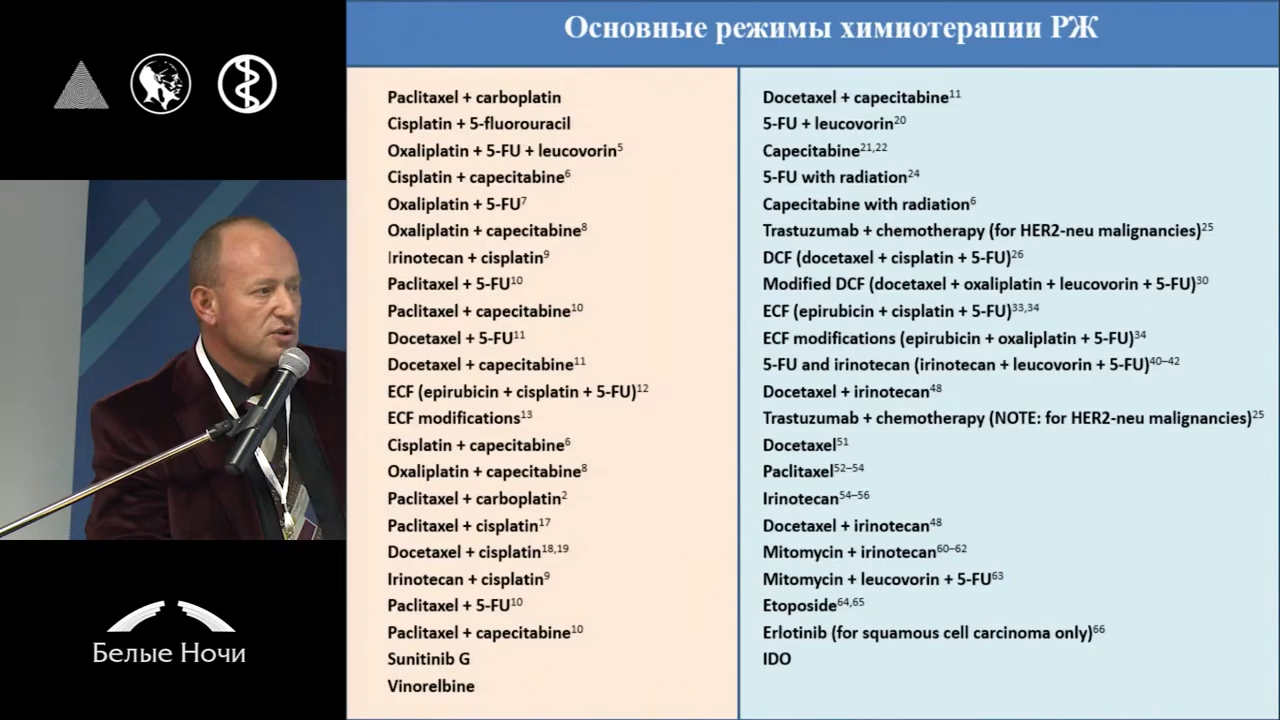 Основные режимы химиотерапии РЖ
Paclitaxel + carboplatin
Cisplatin + 5-fluorouracil
Oxaliplatin + 5-FU + leucovorin5
Cisplatin + capecitabine6
Oxaliplatin + 5-FU7
Oxaliplatin + capecitabine8
Irinotecan + cisplatin9
Paclitaxel + 5-FU10
Paclitaxel + capecitabine10
Docetaxel + 5-FU11
Docetaxel + capecitabine11
ECF (epirubicin + cisplatin + 5-FU)12
ECF modifications13
Cisplatin + capecitabine6
Oxaliplatin + capecitabine8
Paclitaxel + carboplatin2
Paclitaxel + cisplatin17
Docetaxel + cisplatin18,19
Irinotecan + cisplatin9
Paclitaxel + 5-FU10
Paclitaxel + capecitabine10
Sunitinib G
Vinorelbine
Docetaxel + capecitabine11
5-FU + leucovorin20
Capecitabine21,22
5-FU with radiation24
Capecitabine with radiation6
Trastuzumab + chemotherapy (for HER2-neu malignancies)25
DCF (docetaxel + cisplatin + 5-FU)26
Modified DCF (docetaxel + oxaliplatin + leucovorin + 5-FU)30
ECF (epirubicin + cisplatin + 5-FU)33,34
ECF modifications (epirubicin + oxaliplatin + 5-FU)34
5-FU and irinotecan (irinotecan + leucovorin + 5-FU)40–42
Docetaxel + irinotecan48
Trastuzumab + chemotherapy (NOTE: for HER2-neu malignancies)25
Docetaxel51
Paclitaxel52–54
Irinotecan54–56
Docetaxel + irinotecan48
Mitomycin + irinotecan60–62
Mitomycin + leucovorin + 5-FU63
Etoposide64,65
Erlotinib (for squamous cell carcinoma only)66
IDO
Белые Ночи